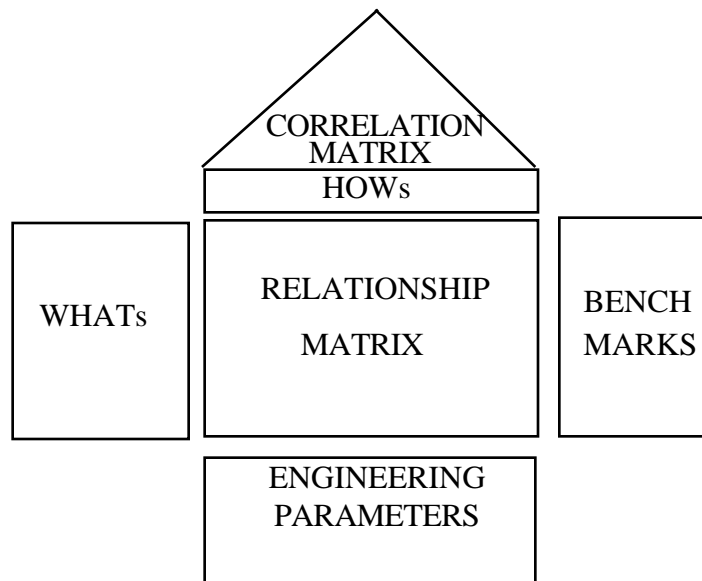 CORRELATION
MATRIX
HOWs
WHATs
RELATIONSHIP
MATRIX
BENCH
MARKS
ENGINEERING
PARAMETERS